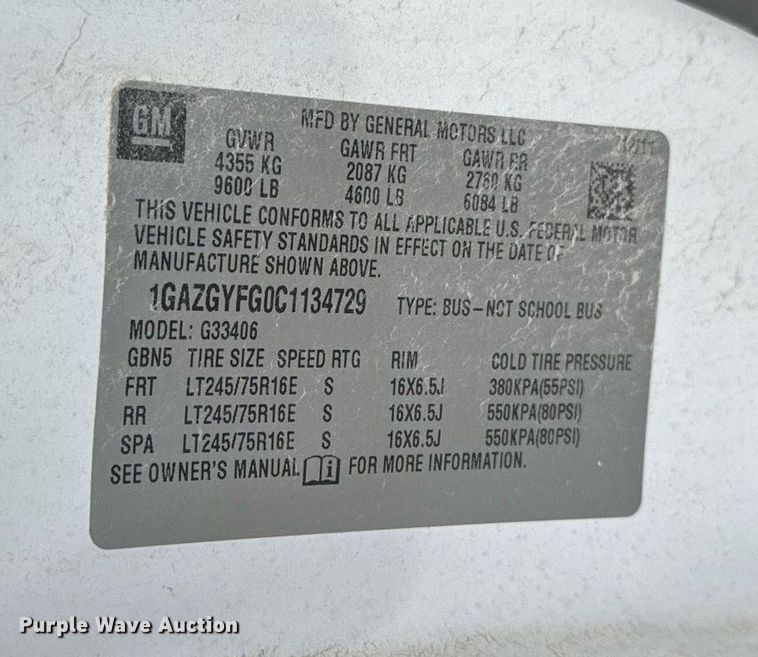 GM
MFD BY GENERAL MOTORS LLC 12/11
GVWR GAWR FRT GAWR RR
4355 KG 2087 KG 2760 KG
9600 LB 4600 LB 6084 LB
THIS VEHICLE CONFORMS TO ALL APPLICABLE U.S. FEDERAL MOTOR
VEHICLE SAFETY STANDARDS IN EFFECT ON THE DATE OF
MANUFACTURE SHOWN ABOVE.
1GAZGYFG0C1134729 TYPE: BUS-NOT SCHOOL BUS
MODEL: G33406
GBN5 TIRE SIZE SPEED RTG RIM COLD TIRE PRESSURE
FRT LT245/75R16E S 16X6.5J 380KPA(55PSI)
RR LT245/75R16E S 16X6.5J 550KPA(80PSI)
SPA LT245/75R16E S 16X6.5J 550KPA(80PSI)
SEE OWNER'S MANUAL i FOR MORE INFORMATION.
Purple Wave Auction